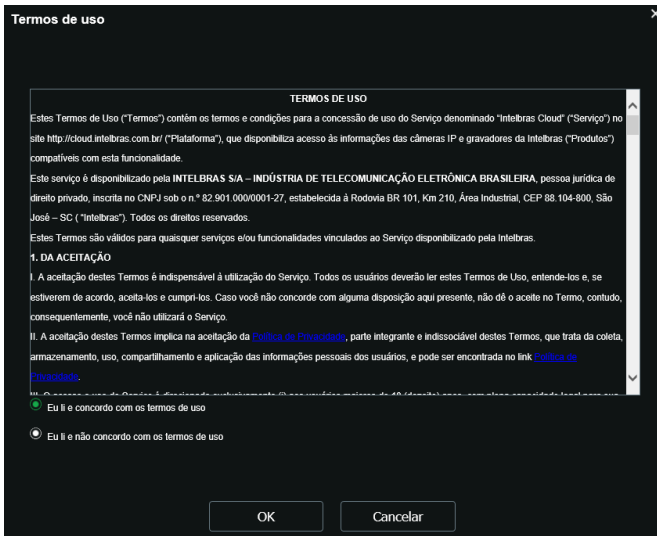 Termos de uso
TERMOS DE USO
Estes Termos de Uso (“Termos”) contém os termos e condições para a concessão de uso do Serviço denominado “Intelbras Cloud” (“Serviço”) no
site http://cloud.intelbras.com.br/ (“Plataforma”), que disponibiliza acesso às informações das câmeras IP e gravadores da Intelbras (“Produtos”)
compatíveis com esta funcionalidade.
Este serviço é disponibilizado pela INTELBRAS S/A – INDÚSTRIA DE TELECOMUNICAÇÃO ELETRÔNICA BRASILEIRA, pessoa jurídica de
direito privado, inscrita no CNPJ sob o n.º 82.901.000/0001-27, estabelecida à Rodovia BR 101, Km 210, Área Industrial, CEP 88.104-800, São
José – SC ( “Intelbras”). Todos os direitos reservados.
Estes Termos são válidos para quaisquer serviços e/ou funcionalidades vinculados ao Serviço disponibilizado pela Intelbras.
1. DA ACEITAÇÃO
I. A aceitação destes Termos é indispensável à utilização do Serviço. Todos os usuários deverão ler estes Termos de Uso, entende-los e, se
estiverem de acordo, aceita-los e cumpri-los. Caso você não concorde com alguma disposição aqui presente, não dê o aceite no Termo, contudo,
consequentemente, você não utilizará o Serviço.
II. A aceitação destes Termos implica na aceitação da Política de Privacidade, parte integrante e indissociável destes Termos, que trata da coleta,
armazenamento, uso, compartilhamento e aplicação das informações pessoais dos usuários, e pode ser encontrada no link Política de
Privacidade.
Eu li e concordo com os termos de uso
Eu li e não concordo com os termos de uso
OK
Cancelar